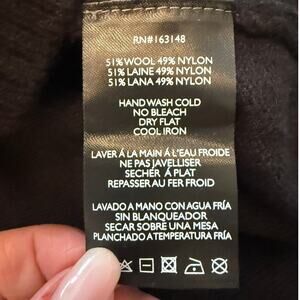 RN#163148
51% WOOL 49% NYLON
51% LAINE 49% NYLON
51% LANA 49% NYLON
HAND WASH COLD
NO BLEACH
DRY FLAT
COOL IRON
LAVER Á LA MAIN Á L'EAU FROIDE
NE PAS JAVELLISER
SECHER Á PLAT
REPASSER AU FER FROID
LAVADO A MANO CON AGUA FRÍA
SIN BLANQUEADOR
SECAR SOBRE UNA MESA
PLANCHADO A TEMPERATURA FRÍA